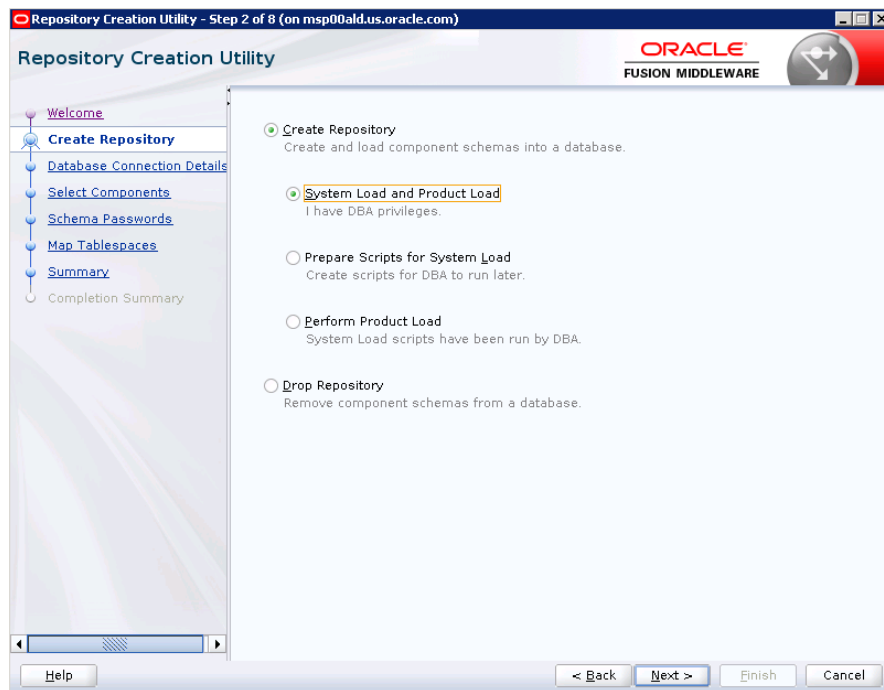 Repository Creation Utility - Step 2 of 8 (on msp00ald.us.oracle.com)
Repository Creation Utility
ORACLE
FUSION MIDDLEWARE
Welcome
Create Repository
Database Connection Details
Select Components
Schema Passwords
Map Tablespaces
Summary
Completion Summary
Create Repository
Create and load component schemas into a database.
System Load and Product Load
I have DBA privileges.
Prepare Scripts for System Load
Create scripts for DBA to run later.
Perform Product Load
System Load scripts have been run by DBA.
Drop Repository
Remove component schemas from a database.
Help
< Back
Next >
Finish
Cancel